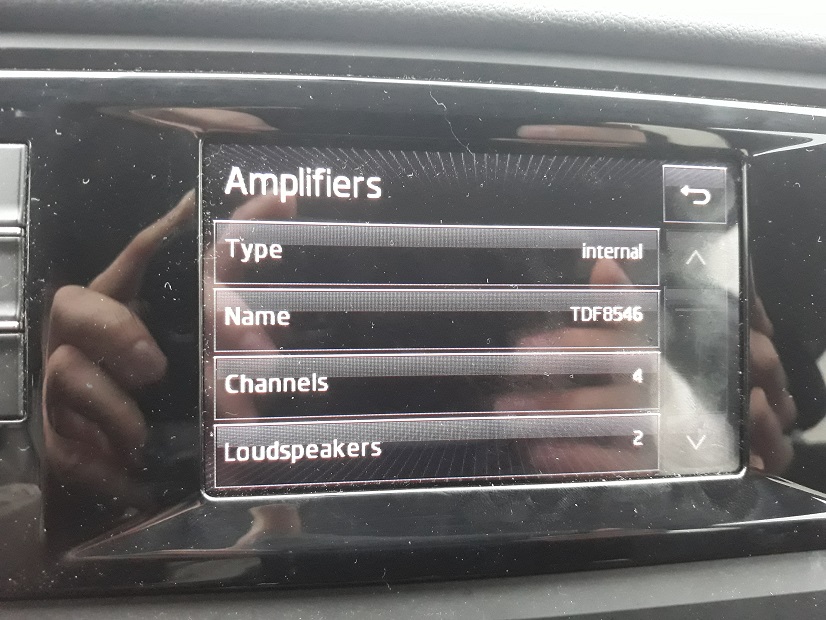 Amplifiers
Type internal
Name TDF8546
Channels 4
Loudspeakers 2